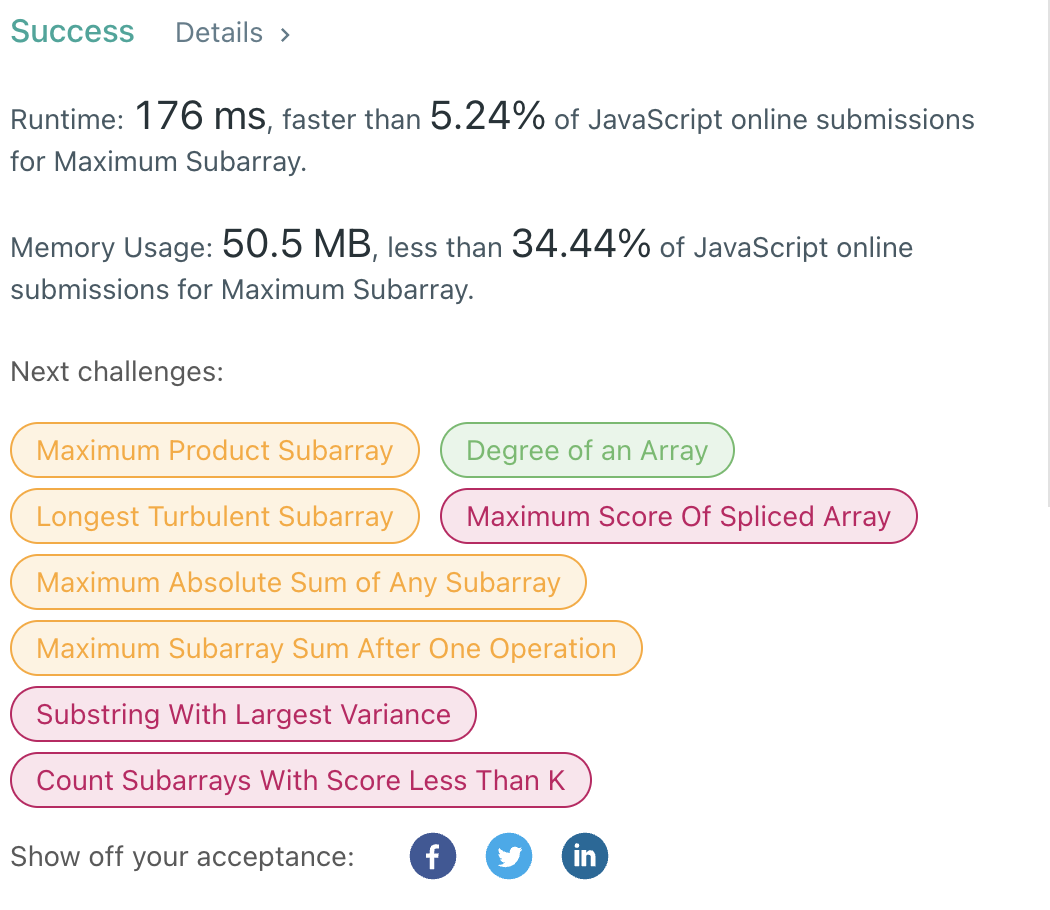 Success Details >
Runtime: 176 ms, faster than 5.24% of JavaScript online submissions
for Maximum Subarray.
Memory Usage: 50.5 MB, less than 34.44% of JavaScript online
submissions for Maximum Subarray.
Next challenges:
Maximum Product Subarray Degree of an Array
Longest Turbulent Subarray Maximum Score Of Spliced Array
Maximum Absolute Sum of Any Subarray
Maximum Subarray Sum After One Operation
Substring With Largest Variance
Count Subarrays With Score Less Than K
Show off your acceptance: f in